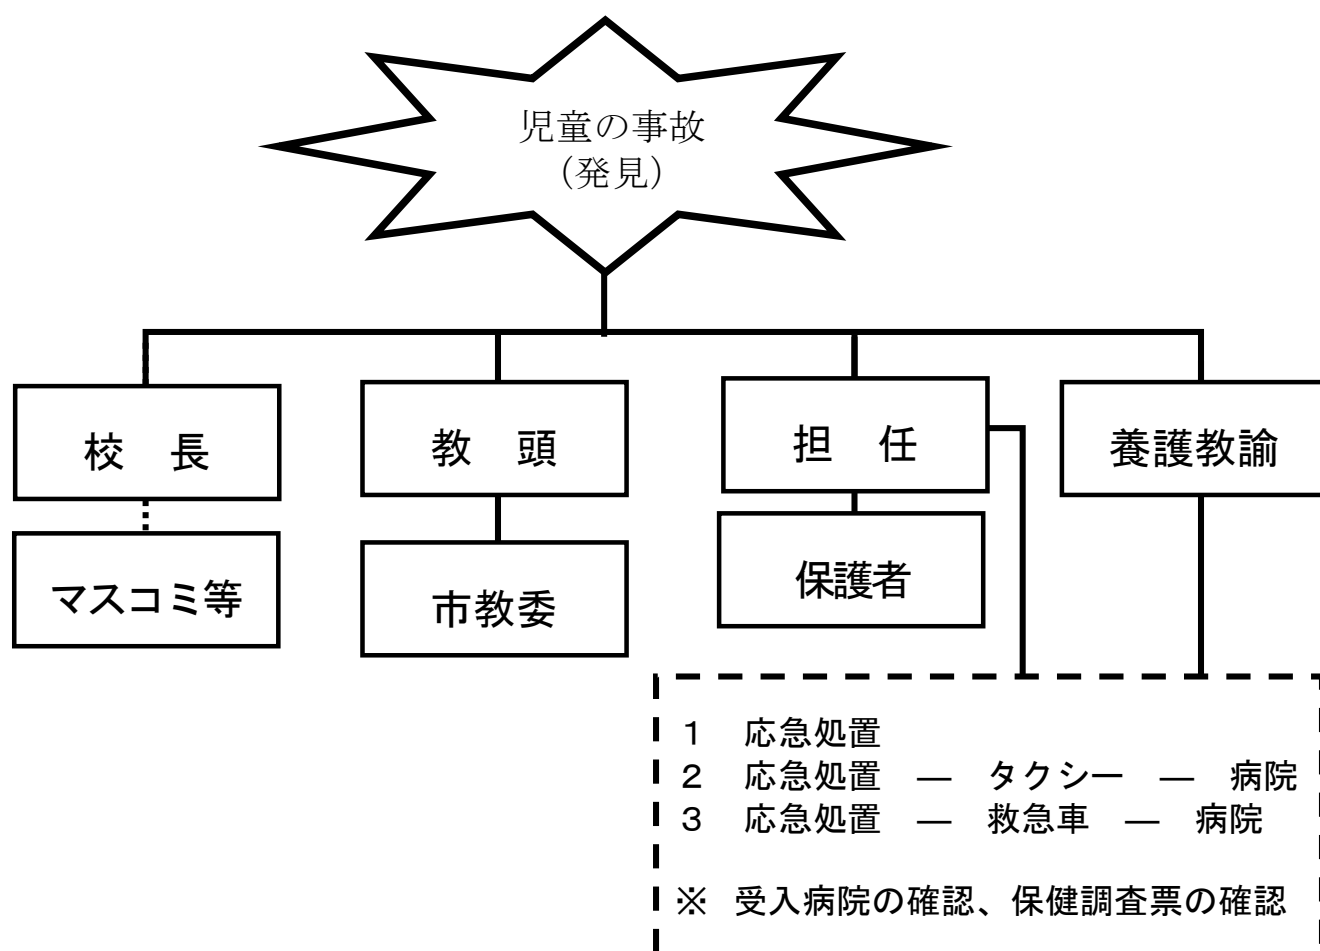 児童の事故
(発見)
校　長
教　頭
担　任
養護教諭
マスコミ等
市教委
保護者
１　応急処置
２　応急処置　―　タクシー　―　病院
３　応急処置　―　救急車　―　病院
※　受入病院の確認、保健調査票の確認